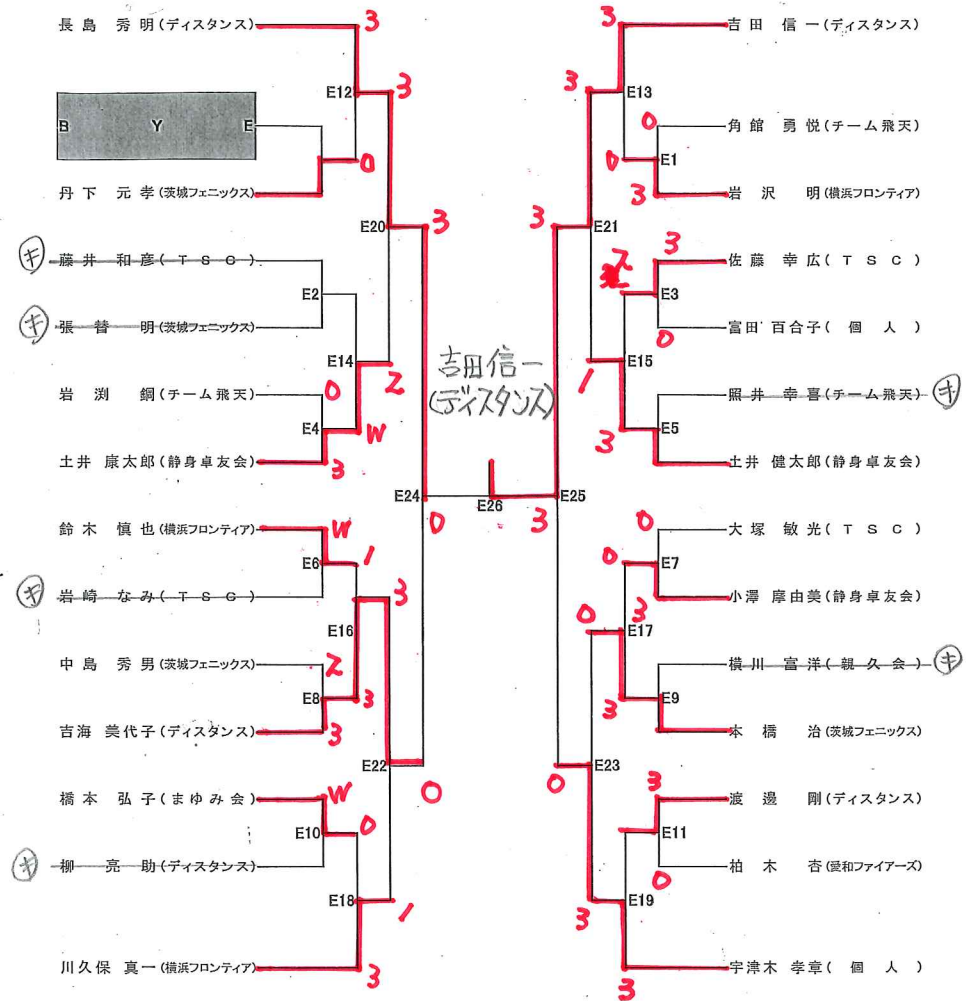 長島 秀明(ディスタンス)
3
E12
3
B Y E
0
丹下 元孝(茨城フェニックス)
E20
3
キ 藤井 和彦(TSC)
E2
キ 張替 明(茨城フェニックス)
E14
2
岩渕 鋼(チーム飛天)
0
E4
W
土井 康太郎(静身卓友会)
3
E24
0
鈴木 慎也(横浜フロンティア)
W
E6
1
キ 岩崎 なみ(TSC)
3
E16
中島 秀男(茨城フェニックス)
2
E8
3
吉海 美代子(ディスタンス)
3
E22
0
橋本 弘子(まゆみ会)
W
E10
0
キ 柳 亮助(ディスタンス)
E18
1
川久保 真一(横浜フロンティア)
3
吉田信一
(ディスタンス)
E26
3
吉田 信一(ディスタンス)
3
E13
3
0
角館 勇悦(チーム飛天)
0
E1
3
岩沢 明(横浜フロンティア)
3
E21
3
佐藤 幸広(TSC)
2
E3
富田 百合子(個人)
0
E15
1
照井 幸喜(チーム飛天) キ
E5
3
土井 健太郎(静身卓友会)
E25
0
大塚 敏光(TSC)
0
E7
小澤 摩由美(静身卓友会)
0
3
E17
横川 富洋(親久会) キ
E9
3
本橋 治(茨城フェニックス)
E23
0
3
渡邊 剛(ディスタンス)
E11
柏木 杏(愛和ファイアーズ)
0
E19
3
宇津木 孝章(個人)
3